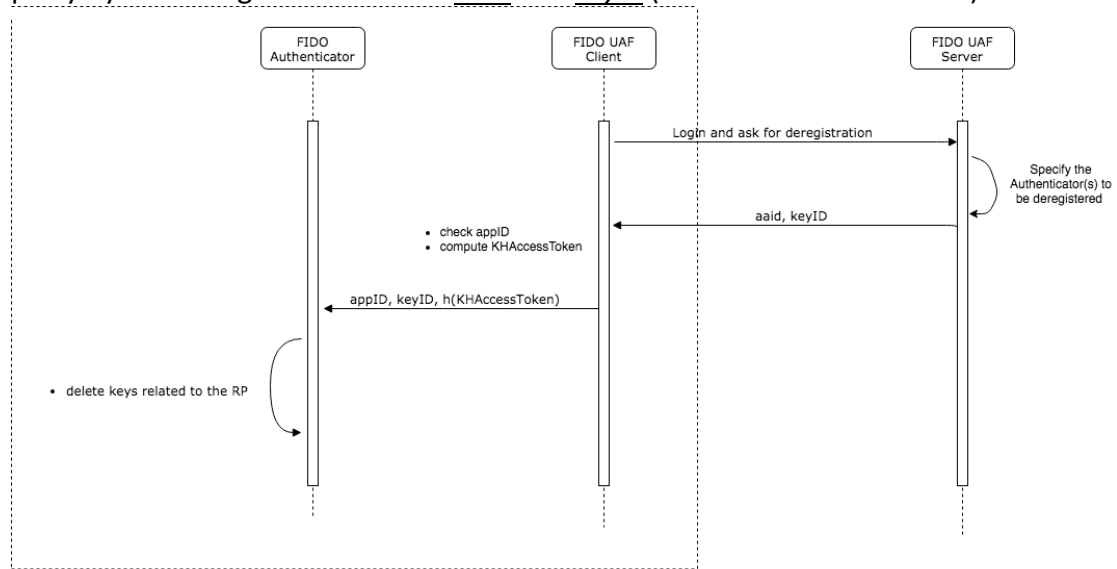 FIDO
Authenticator
FIDO UAF
Client
FIDO UAF
Server
Login and ask for deregistration
Specify the
Authenticator(s) to
be deregistered
aaid, keyID
• check appID
• compute KHAccessToken
appID, keyID, h(KHAccessToken)
• delete keys related to the RP